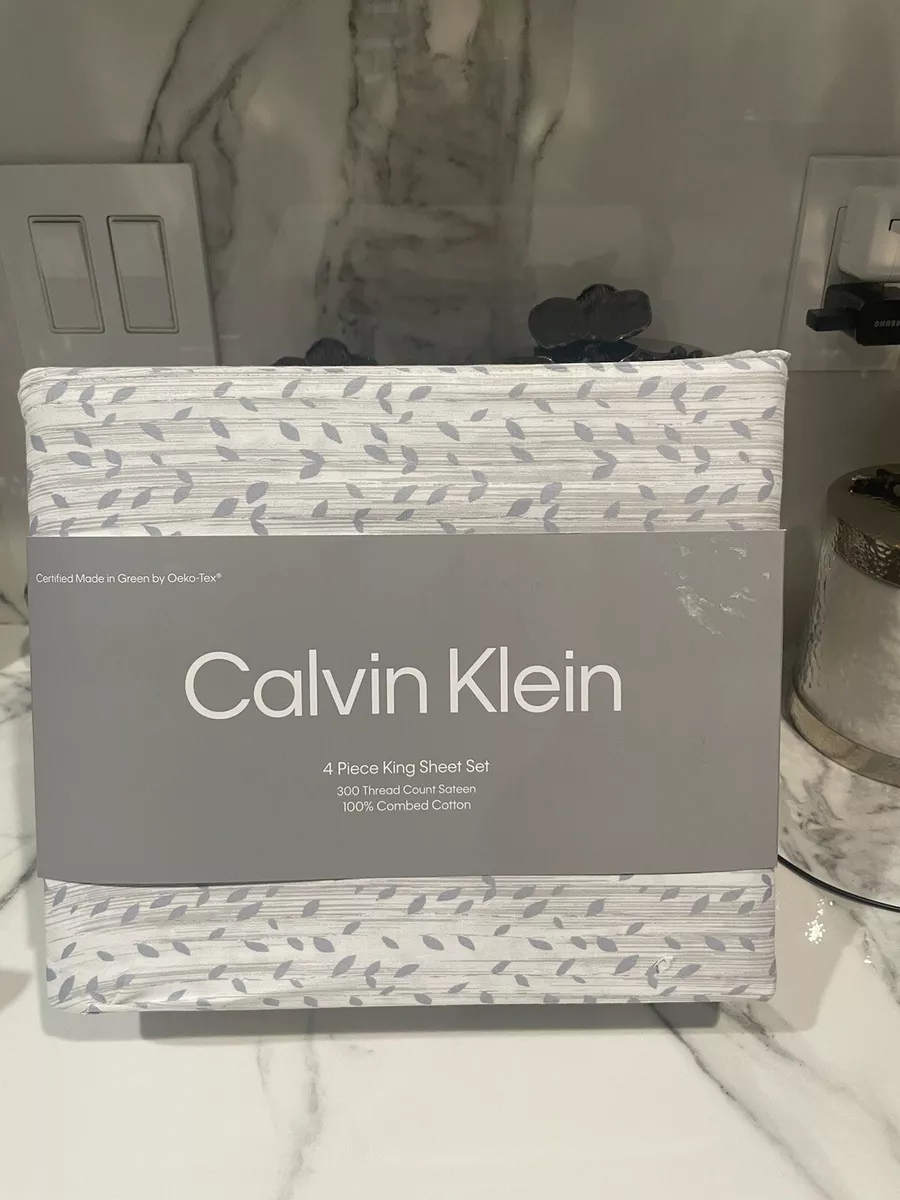 Certified Made in Green by Oeko-Tex®
Calvin Klein
4 Piece King Sheet Set
300 Thread Count Sateen
100% Combed Cotton